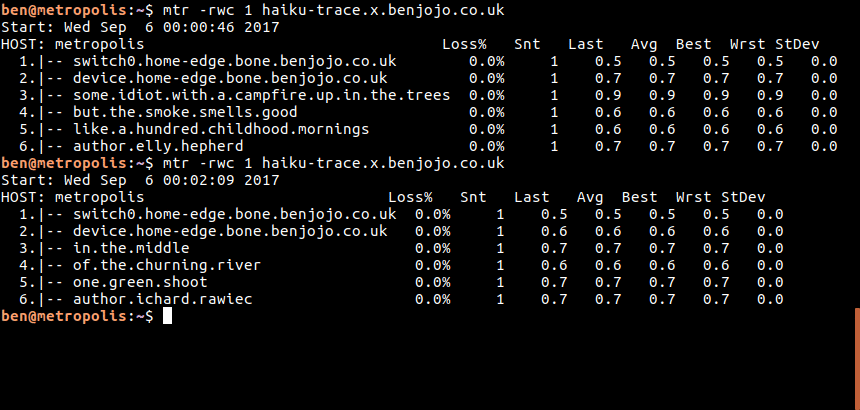 ben@metropolis:~$ mtr -rwc 1 haiku-trace.x.benjojo.co.uk
Start: Wed Sep  6 00:00:46 2017
HOST: metropolis                                  Loss%   Snt   Last   Avg  Best  Wrst StDev
  1.|-- switch0.home-edge.bone.benjojo.co.uk        0.0%     1    0.5   0.5   0.5   0.5   0.0
  2.|-- device.home-edge.bone.benjojo.co.uk         0.0%     1    0.7   0.7   0.7   0.7   0.0
  3.|-- some.idiot.with.a.campfire.up.in.the.trees  0.0%     1    0.9   0.9   0.9   0.9   0.0
  4.|-- but.the.smoke.smells.good                   0.0%     1    0.6   0.6   0.6   0.6   0.0
  5.|-- like.a.hundred.childhood.mornings           0.0%     1    0.6   0.6   0.6   0.6   0.0
  6.|-- author.elly.hepherd                         0.0%     1    0.7   0.7   0.7   0.7   0.0
ben@metropolis:~$ mtr -rwc 1 haiku-trace.x.benjojo.co.uk
Start: Wed Sep  6 00:02:09 2017
HOST: metropolis                            Loss%   Snt   Last   Avg  Best  Wrst StDev
  1.|-- switch0.home-edge.bone.benjojo.co.uk  0.0%     1    0.5   0.5   0.5   0.5   0.0
  2.|-- device.home-edge.bone.benjojo.co.uk   0.0%     1    0.6   0.6   0.6   0.6   0.0
  3.|-- in.the.middle                         0.0%     1    0.7   0.7   0.7   0.7   0.0
  4.|-- of.the.churning.river                 0.0%     1    0.6   0.6   0.6   0.6   0.0
  5.|-- one.green.shoot                       0.0%     1    0.7   0.7   0.7   0.7   0.0
  6.|-- author.ichard.rawiec                  0.0%     1    0.7   0.7   0.7   0.7   0.0
ben@metropolis:~$